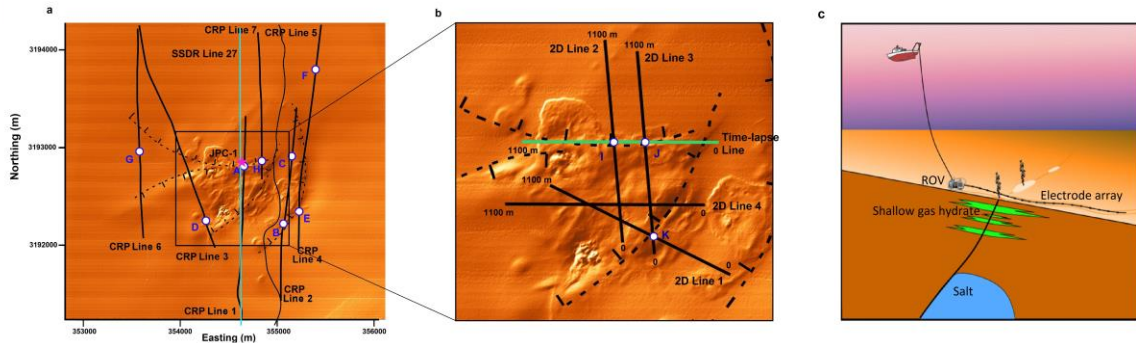 a
b
c
CRP Line 7
CRP Line 5
SSDR Line 27
3194000
3193000
3192000
Northing (m)
353000
354000
355000
356000
Easting (m)
F
G
JPC-1
A
H
C
D
B
E
CRP Line 6
CRP Line 3
CRP
Line 4
CRP
Line 2
CRP Line 1
1100 m
2D Line 2
1100 m
2D Line 3
1100 m
Time-lapse
Line
0
I
J
1100 m
1100 m
2D Line 4
0
K
0
0
2D Line 1
0
ROV
Electrode array
Shallow gas hydrate
Salt